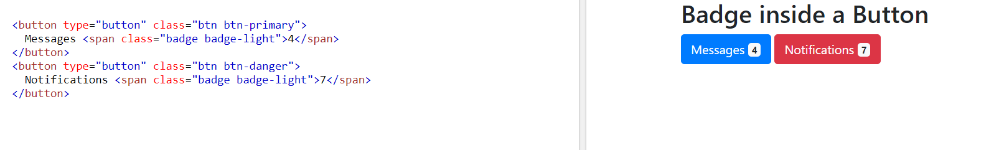 <button type="button" class="btn btn-primary">
  Messages <span class="badge badge-light">4</span>
</button>
<button type="button" class="btn btn-danger">
  Notifications <span class="badge badge-light">7</span>
</button>
Badge inside a Button
Messages 4 Notifications 7